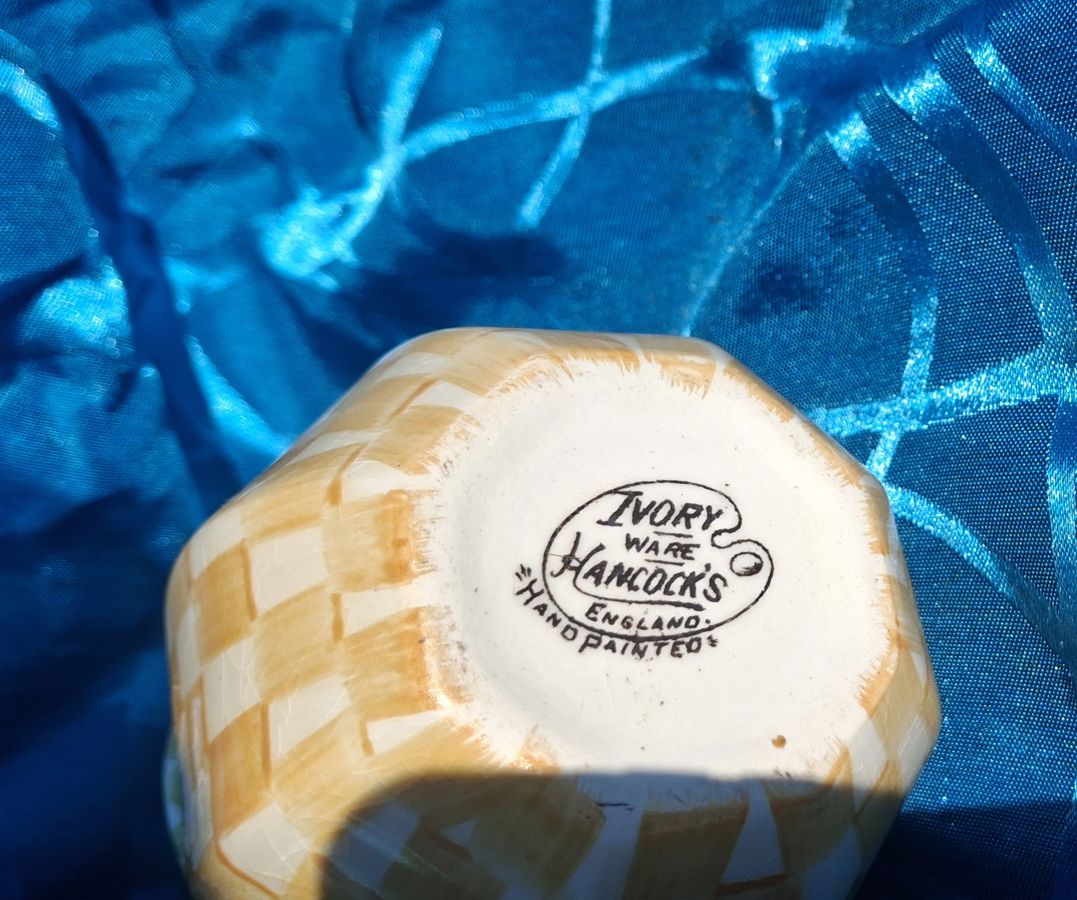 IVORY
WARE
HANCOCK'S
ENGLAND.
HAND PAINTED